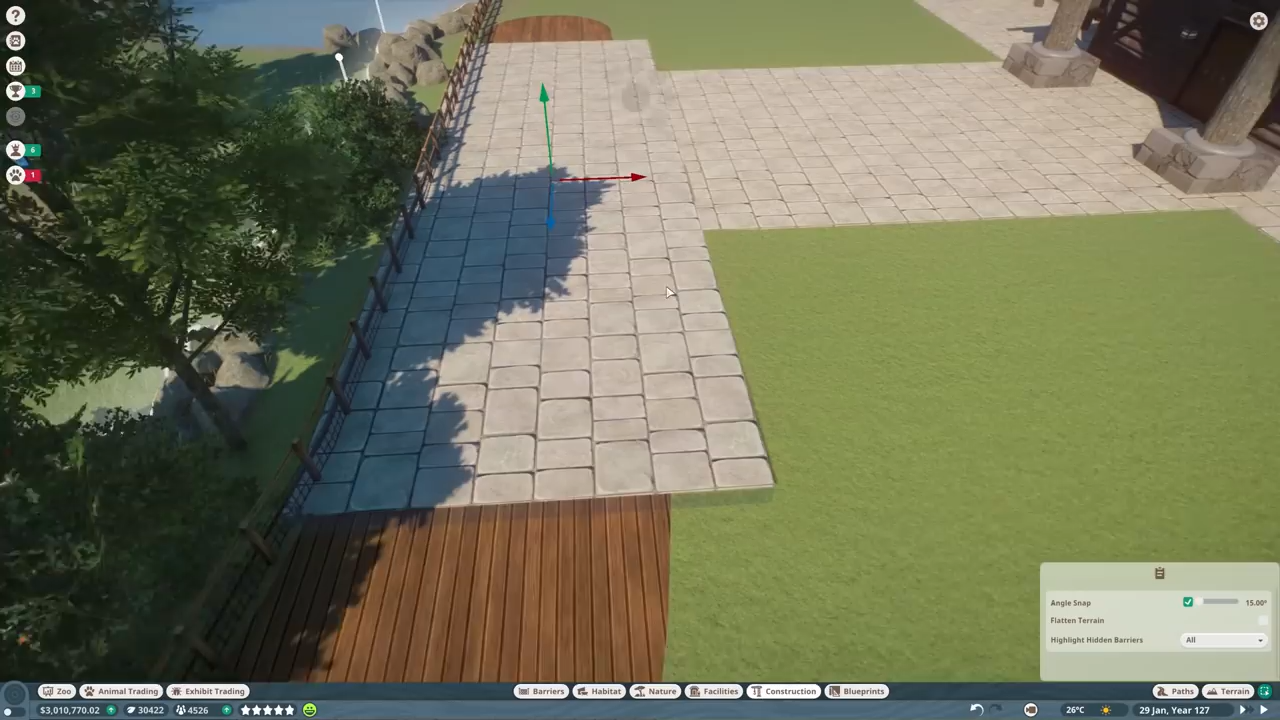 ?
3
6
1
Angle Snap 15.00°
Flatten Terrain
Highlight Hidden Barriers All
Zoo Animal Trading Exhibit Trading Barriers Habitat Nature Facilities Construction Blueprints Paths Terrain
$3,010,770.02 30422 4526 26°C 29 Jan, Year 127